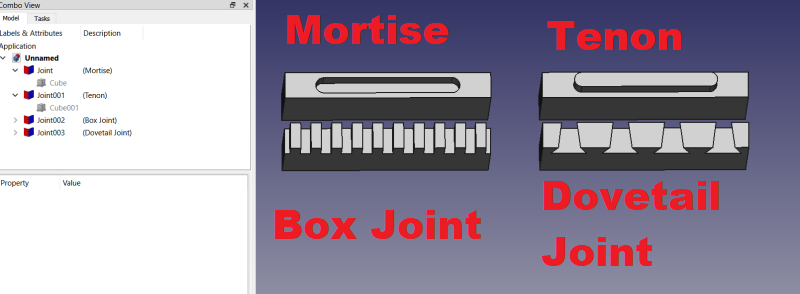 Combo View
Model Tasks
Labels & Attributes Description
Application
Unnamed
Joint (Mortise)
Cube
Joint001 (Tenon)
Cube001
Joint002 (Box Joint)
Joint003 (Dovetail Joint)
Property Value
Mortise
Tenon
Box Joint
Dovetail
Joint